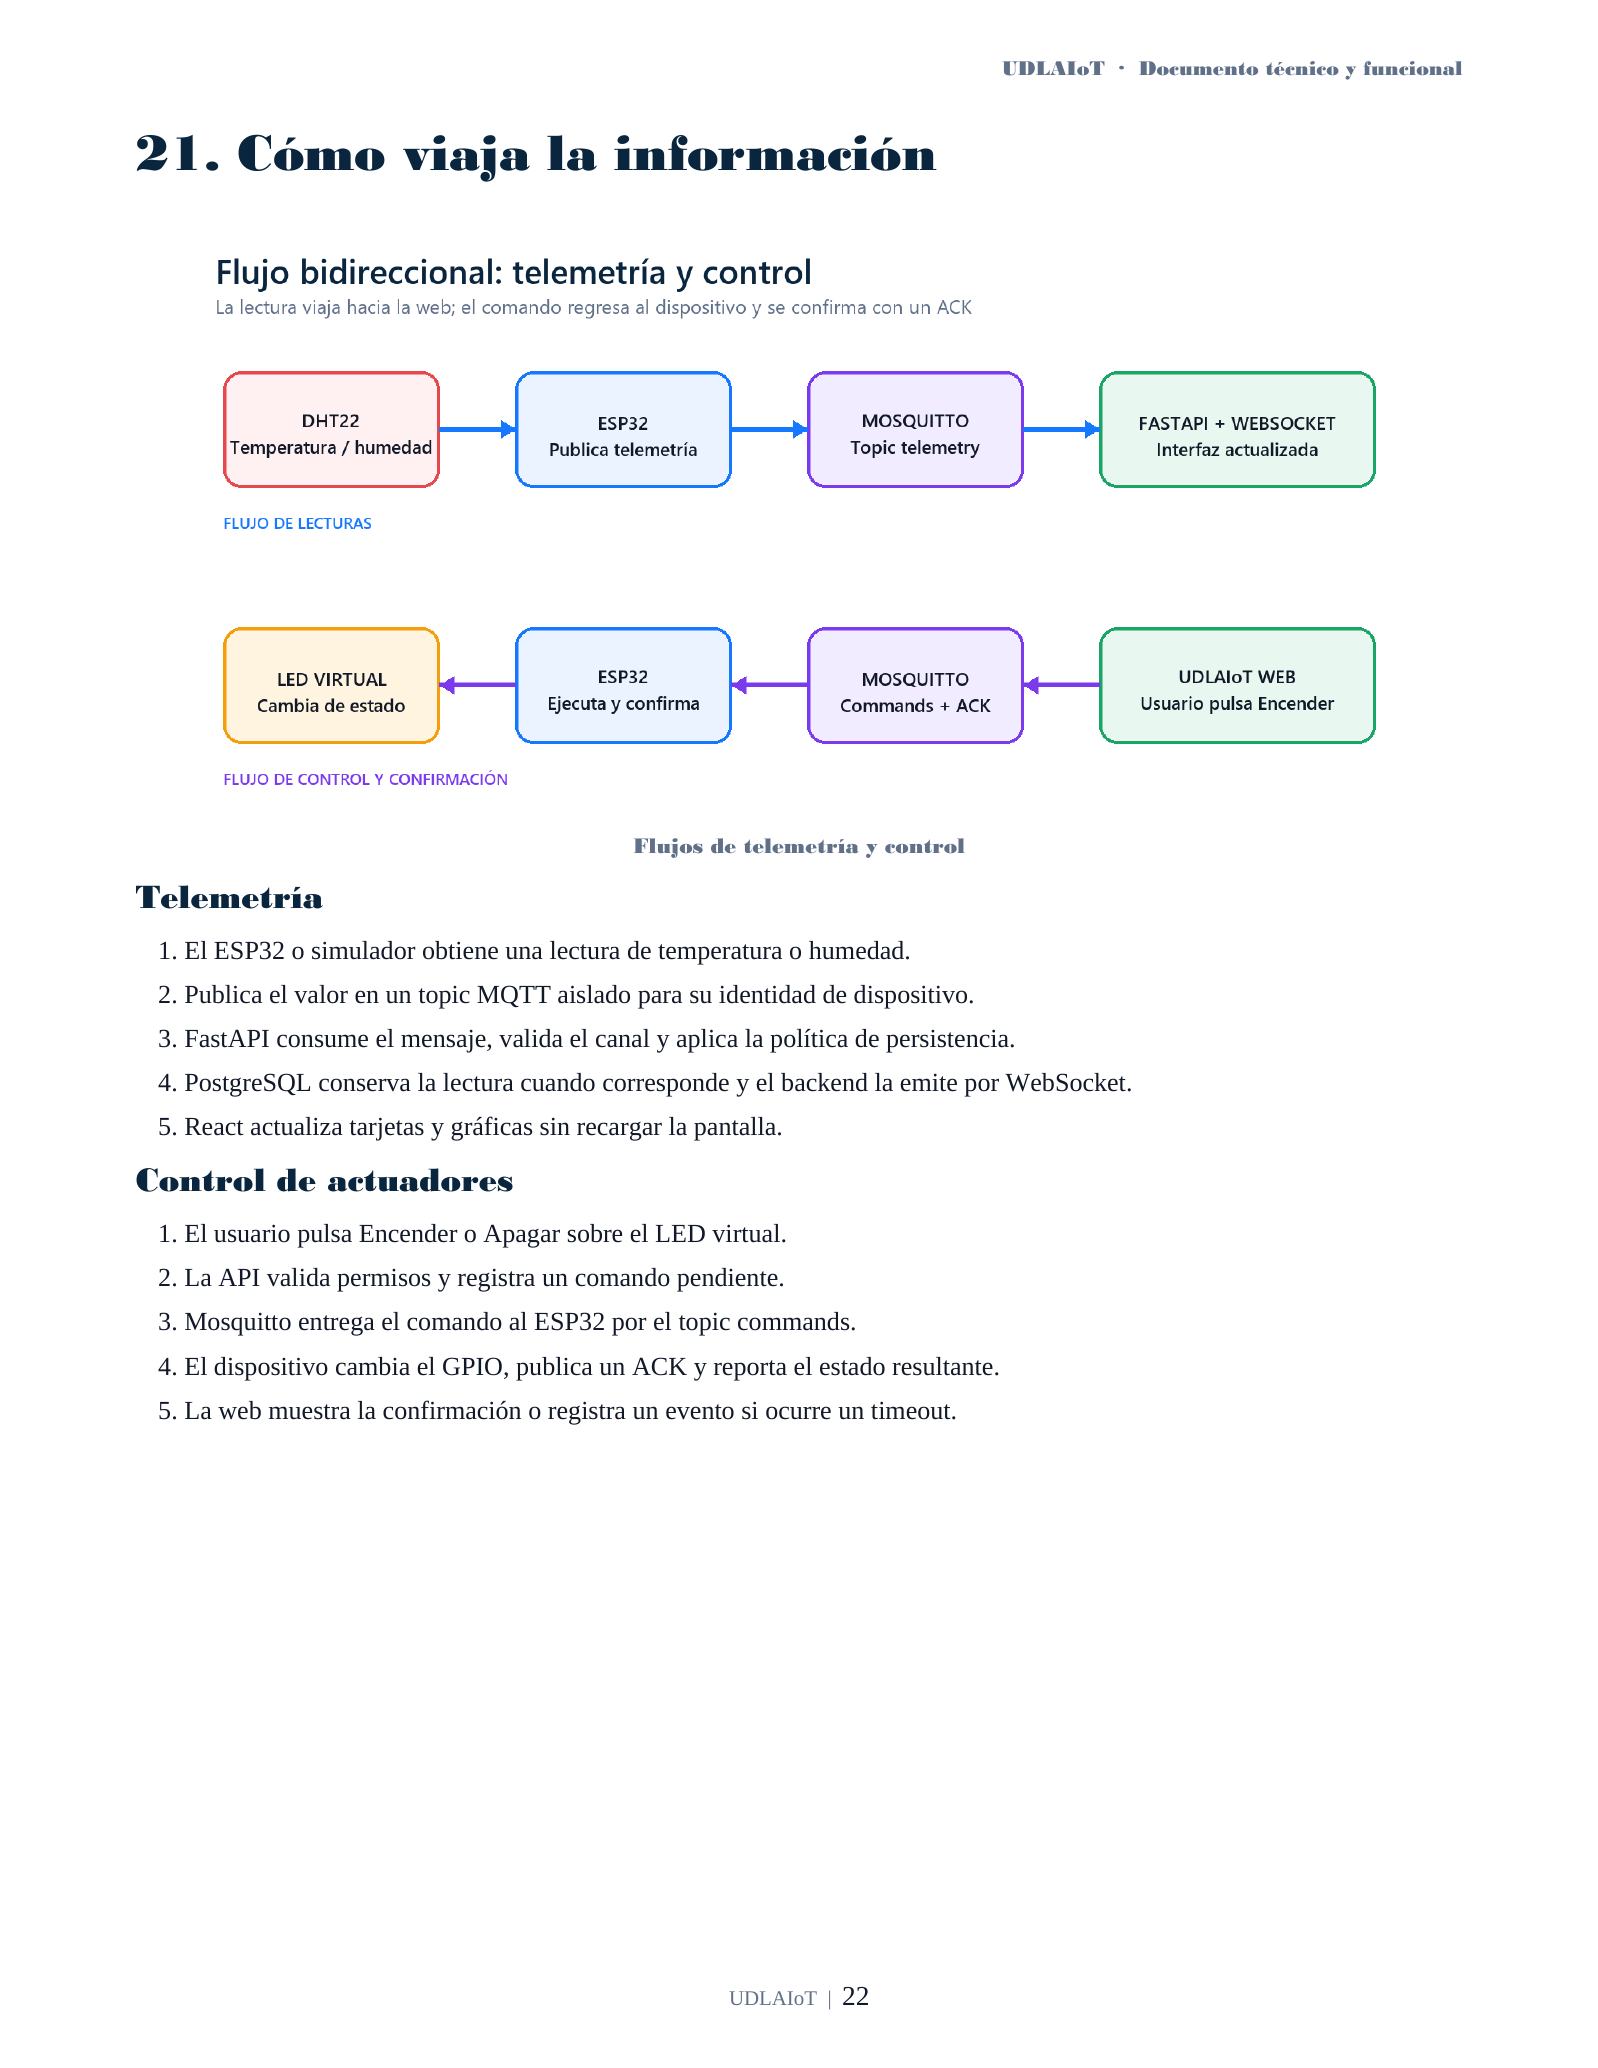 UDLAIoT · Documento técnico y funcional
21. Cómo viaja la información
Flujo bidireccional: telemetría y control
La lectura viaja hacia la web; el comando regresa al dispositivo y se confirma con un ACK
DHT22
Temperatura / humedad
ESP32
Publica telemetría
MOSQUITTO
Topic telemetry
FASTAPI + WEBSOCKET
Interfaz actualizada
FLUJO DE LECTURAS
LED VIRTUAL
Cambia de estado
ESP32
Ejecuta y confirma
MOSQUITTO
Commands + ACK
UDLAIoT WEB
Usuario pulsa Encender
FLUJO DE CONTROL Y CONFIRMACIÓN
Flujos de telemetría y control
Telemetría
1. El ESP32 o simulador obtiene una lectura de temperatura o humedad.
2. Publica el valor en un topic MQTT aislado para su identidad de dispositivo.
3. FastAPI consume el mensaje, valida el canal y aplica la política de persistencia.
4. PostgreSQL conserva la lectura cuando corresponde y el backend la emite por WebSocket.
5. React actualiza tarjetas y gráficas sin recargar la pantalla.
Control de actuadores
1. El usuario pulsa Encender o Apagar sobre el LED virtual.
2. La API valida permisos y registra un comando pendiente.
3. Mosquitto entrega el comando al ESP32 por el topic commands.
4. El dispositivo cambia el GPIO, publica un ACK y reporta el estado resultante.
5. La web muestra la confirmación o registra un evento si ocurre un timeout.
UDLAIoT | 22